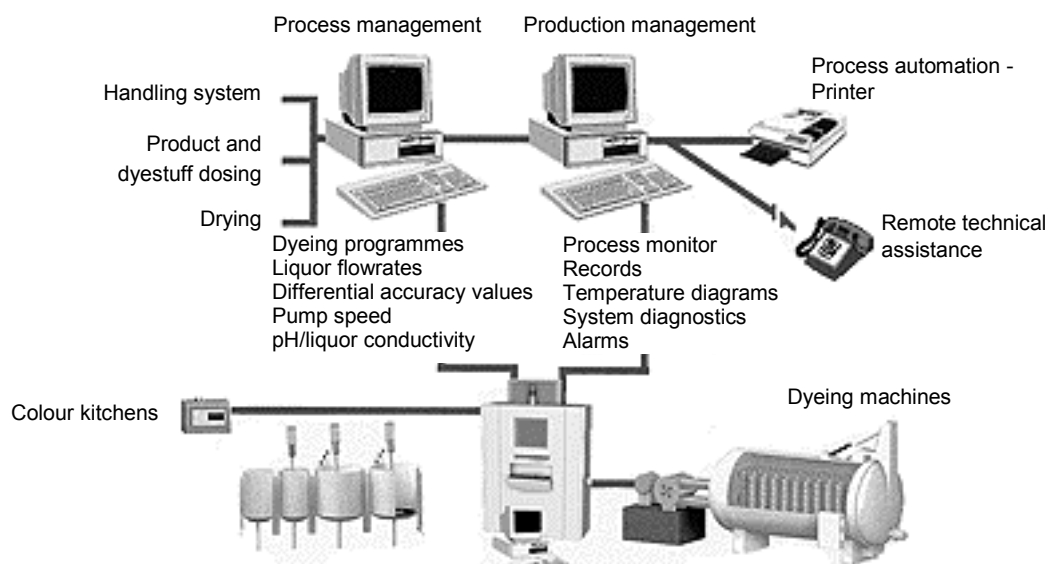 Process management
Production management
Process automation -
Printer
Handling system
Product and
dyestuff dosing
Drying
Remote technical
assistance
Dyeing programmes
Liquor flowrates
Differential accuracy values
Pump speed
pH/liquor conductivity
Process monitor
Records
Temperature diagrams
System diagnostics
Alarms
Colour kitchens
Dyeing machines